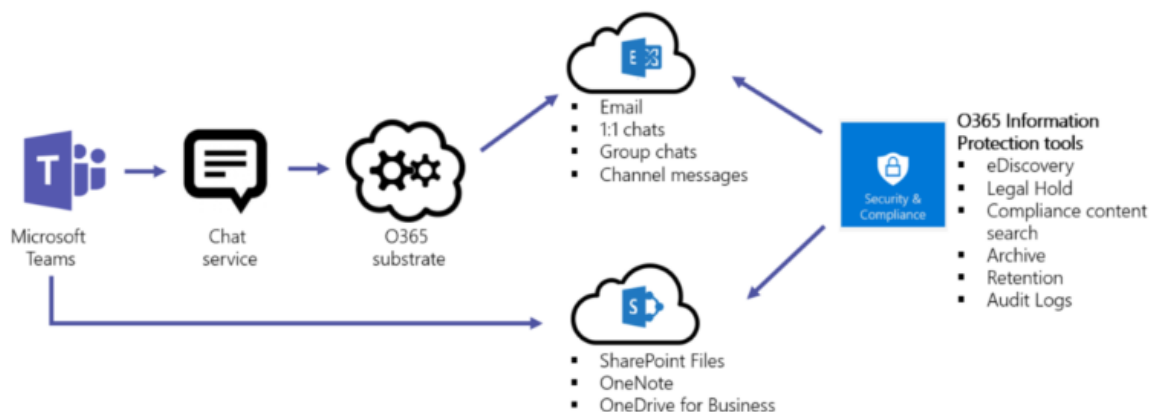 E
Email
1:1 chats
Group chats
Channel messages
T
Microsoft
Teams
Chat
service
O365
substrate
Security &
Compliance
O365 Information
Protection tools
eDiscovery
Legal Hold
Compliance content
search
Archive
Retention
Audit Logs
S
SharePoint Files
OneNote
OneDrive for Business